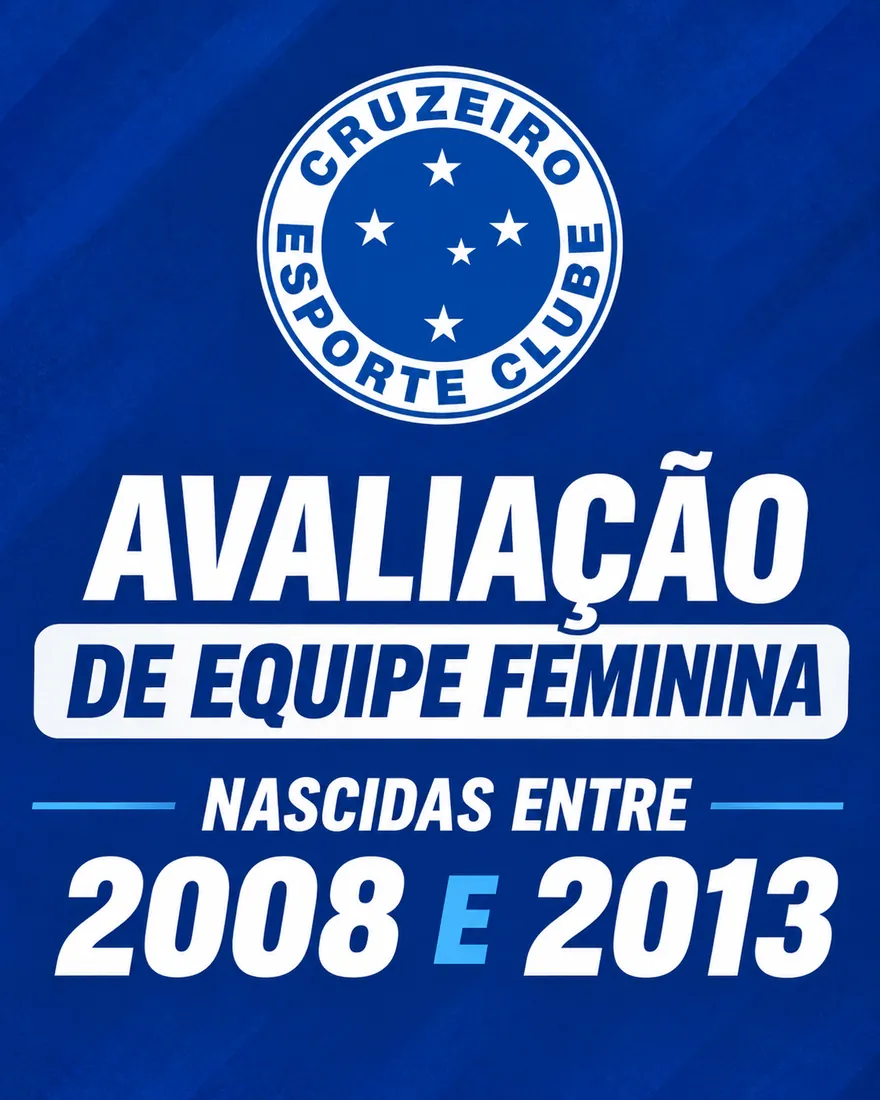 CRUZEIRO
ESPORTE CLUBE
AVALIAÇÃO
DE EQUIPE FEMININA
NASCIDAS ENTRE
2008 E 2013